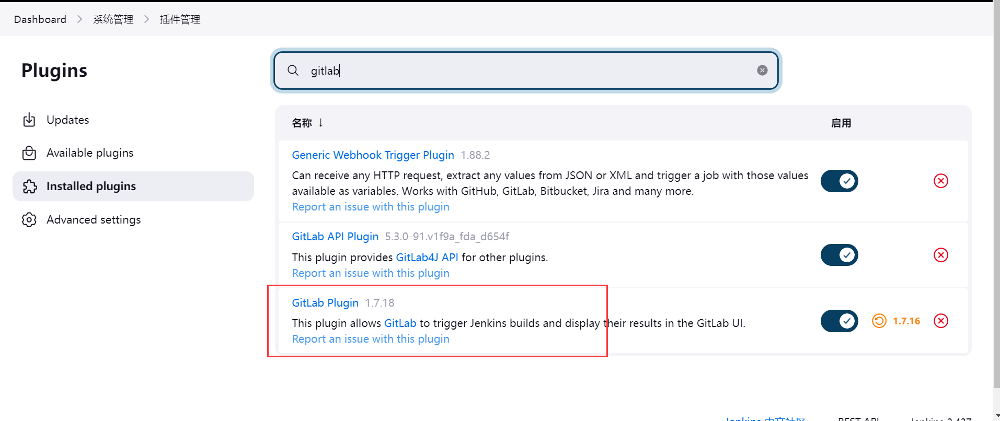 Dashboard > 系统管理 > 插件管理
Plugins
gitlab
Updates
Available plugins
Installed plugins
Advanced settings
名称 ↓ 启用
Generic Webhook Trigger Plugin 1.88.2
Can receive any HTTP request, extract any values from JSON or XML and trigger a job with those values
available as variables. Works with GitHub, GitLab, Bitbucket, Jira and many more.
Report an issue with this plugin
GitLab API Plugin 5.3.0-91.v1f9a_fda_d654f
This plugin provides GitLab4J API for other plugins.
Report an issue with this plugin
GitLab Plugin 1.7.18
This plugin allows GitLab to trigger Jenkins builds and display their results in the GitLab UI.
1.7.16
Report an issue with this plugin
Jenkins 中文社区 REST API Jenkins 2.427